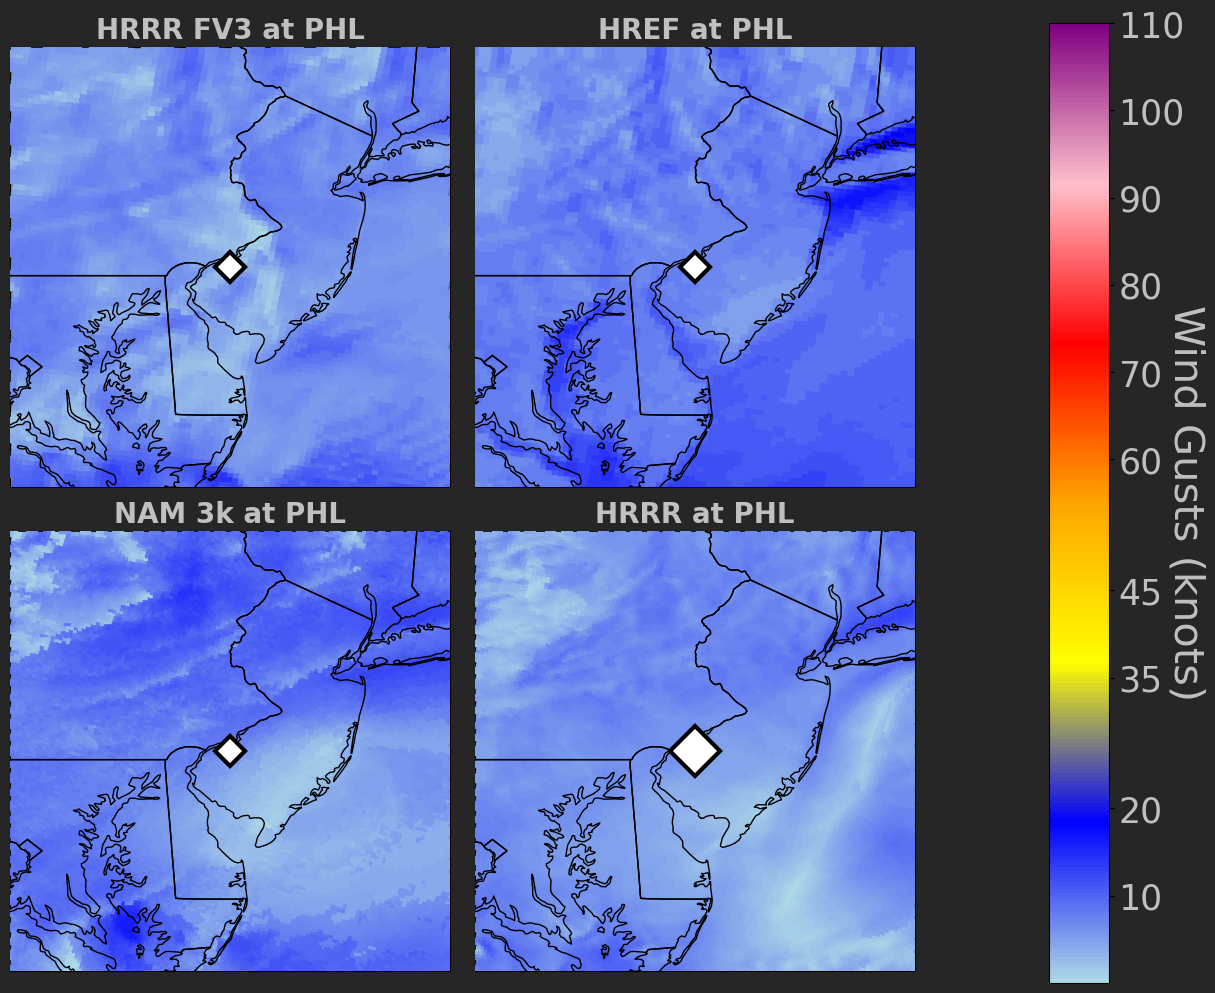 HRRR FV3 at PHL
HREF at PHL
NAM 3k at PHL
HRRR at PHL
110
100
90
80
70
60
45
35
20
10
Wind Gusts (knots)